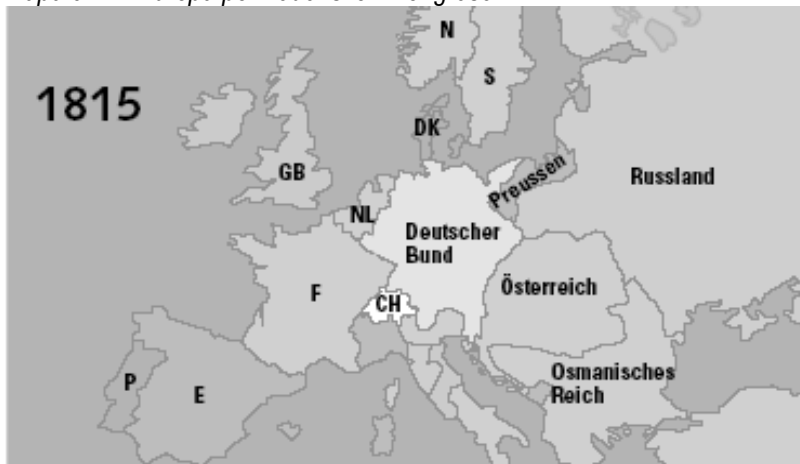 1815
N
S
DK
GB
Preussen
Russland
NL
Deutscher
Bund
Österreich
F
CH
Osmanisches
Reich
P
E